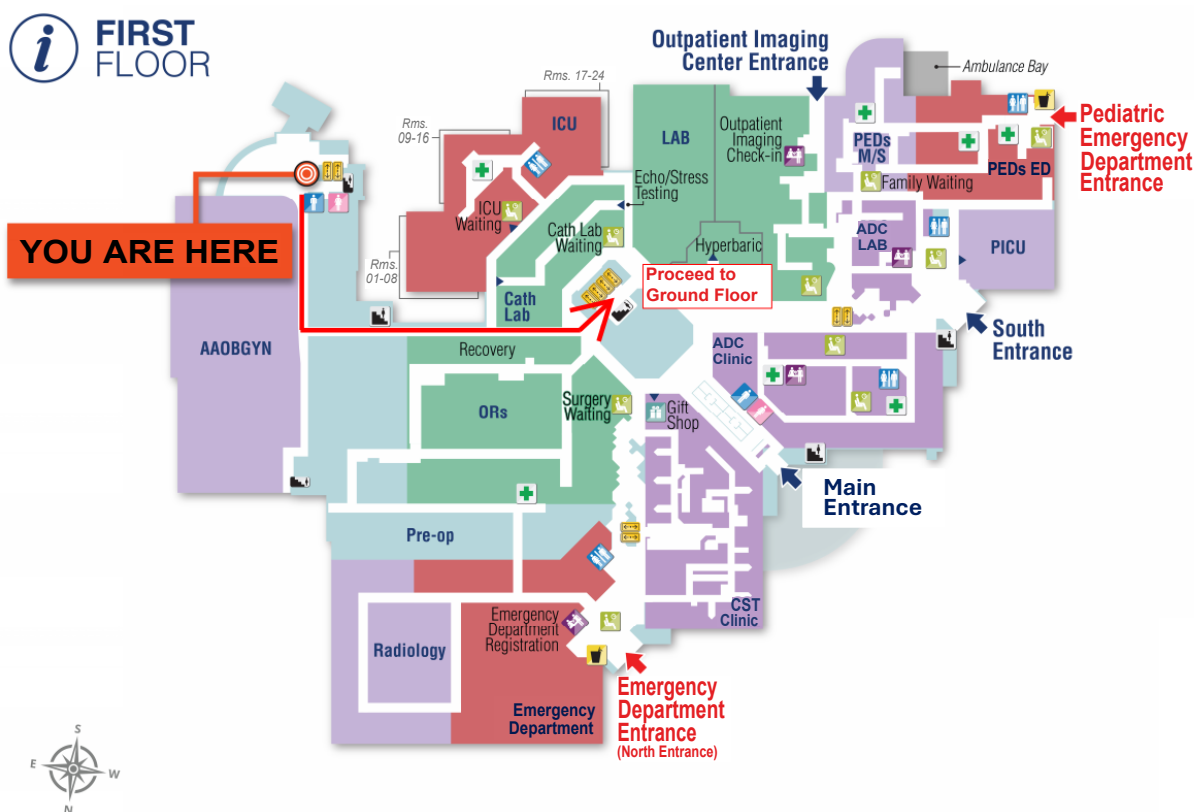 i
FIRST
FLOOR
Outpatient Imaging
Center Entrance
Ambulance Bay
Rms. 17-24
Rms.
09-16
ICU
LAB
Outpatient
Imaging
Check-in
PEDs
M/S
PEDs ED
Pediatric
Emergency
Department
Entrance
Echo/Stress
Testing
Family Waiting
ICU
Waiting
Cath Lab
Waiting
Hyperbaric
ADC
LAB
PICU
YOU ARE HERE
Rms.
01-08
Cath
Lab
Proceed to
Ground Floor
South
Entrance
AAOBGYN
Recovery
ADC
Clinic
ORs
Surgery
Waiting
Gift
Shop
Main
Entrance
Pre-op
CST
Clinic
Emergency
Department
Registration
Radiology
Emergency
Department
Emergency
Department
Entrance
(North Entrance)
S
E
W
N